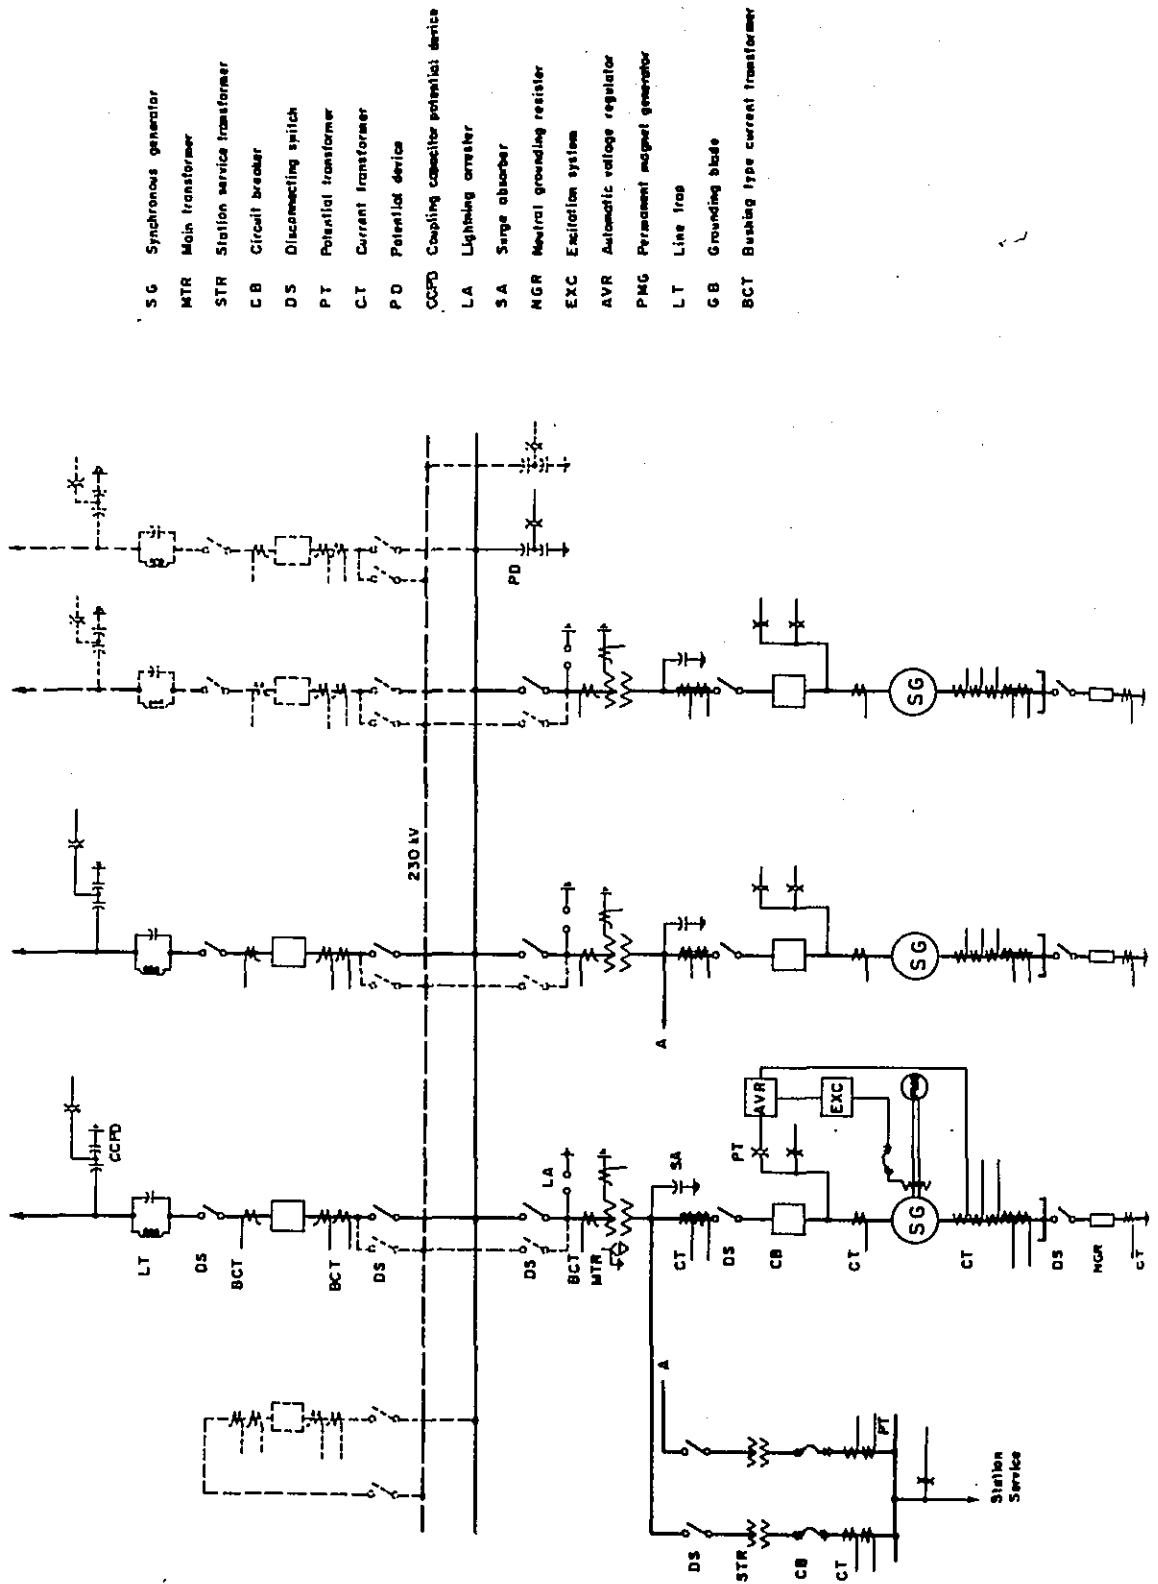 SG Synchronous generator
MTR Main transformer
STR Station service transformer
CB Circuit breaker
DS Disconnecting switch
PT Potential transformer
CT Current transformer
PD Potential device
CCPD Coupling capacitor potential device
LA Lightning arrester
SA Surge absorber
NGR Neutral grounding resister
EXC Excitation system
AVR Automatic voltage regulator
PMG Permanent magnet generator
LT Line trap
GB Grounding blade
BCT Bushing type current transformer
230 kV
PD
CCPD
LT
DS
BCT
BCT
DS
DS
LA
BCT
MTR
SA
CT
DS
CB
PT
AVR
EXC
CT
SG
SG
SG
CT
DS
NGR
CT
A
A
DS
STR
CB
CT
PT
Station
Service